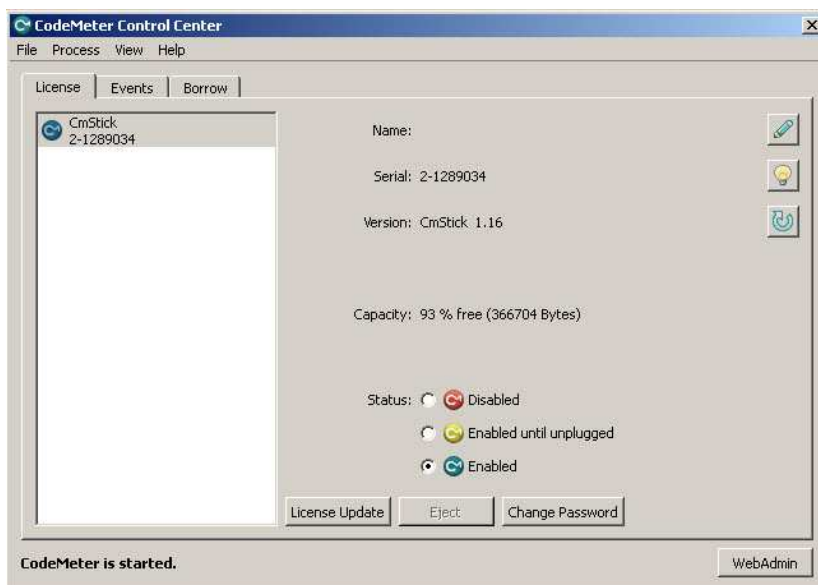 CodeMeter Control Center
File Process View Help
License Events Borrow
CmStick
2-1289034
Name:
Serial: 2-1289034
Version: CmStick 1.16
Capacity: 93 % free (366704 Bytes)
Status: Disabled
Enabled until unplugged
Enabled
License Update Eject Change Password
CodeMeter is started. WebAdmin